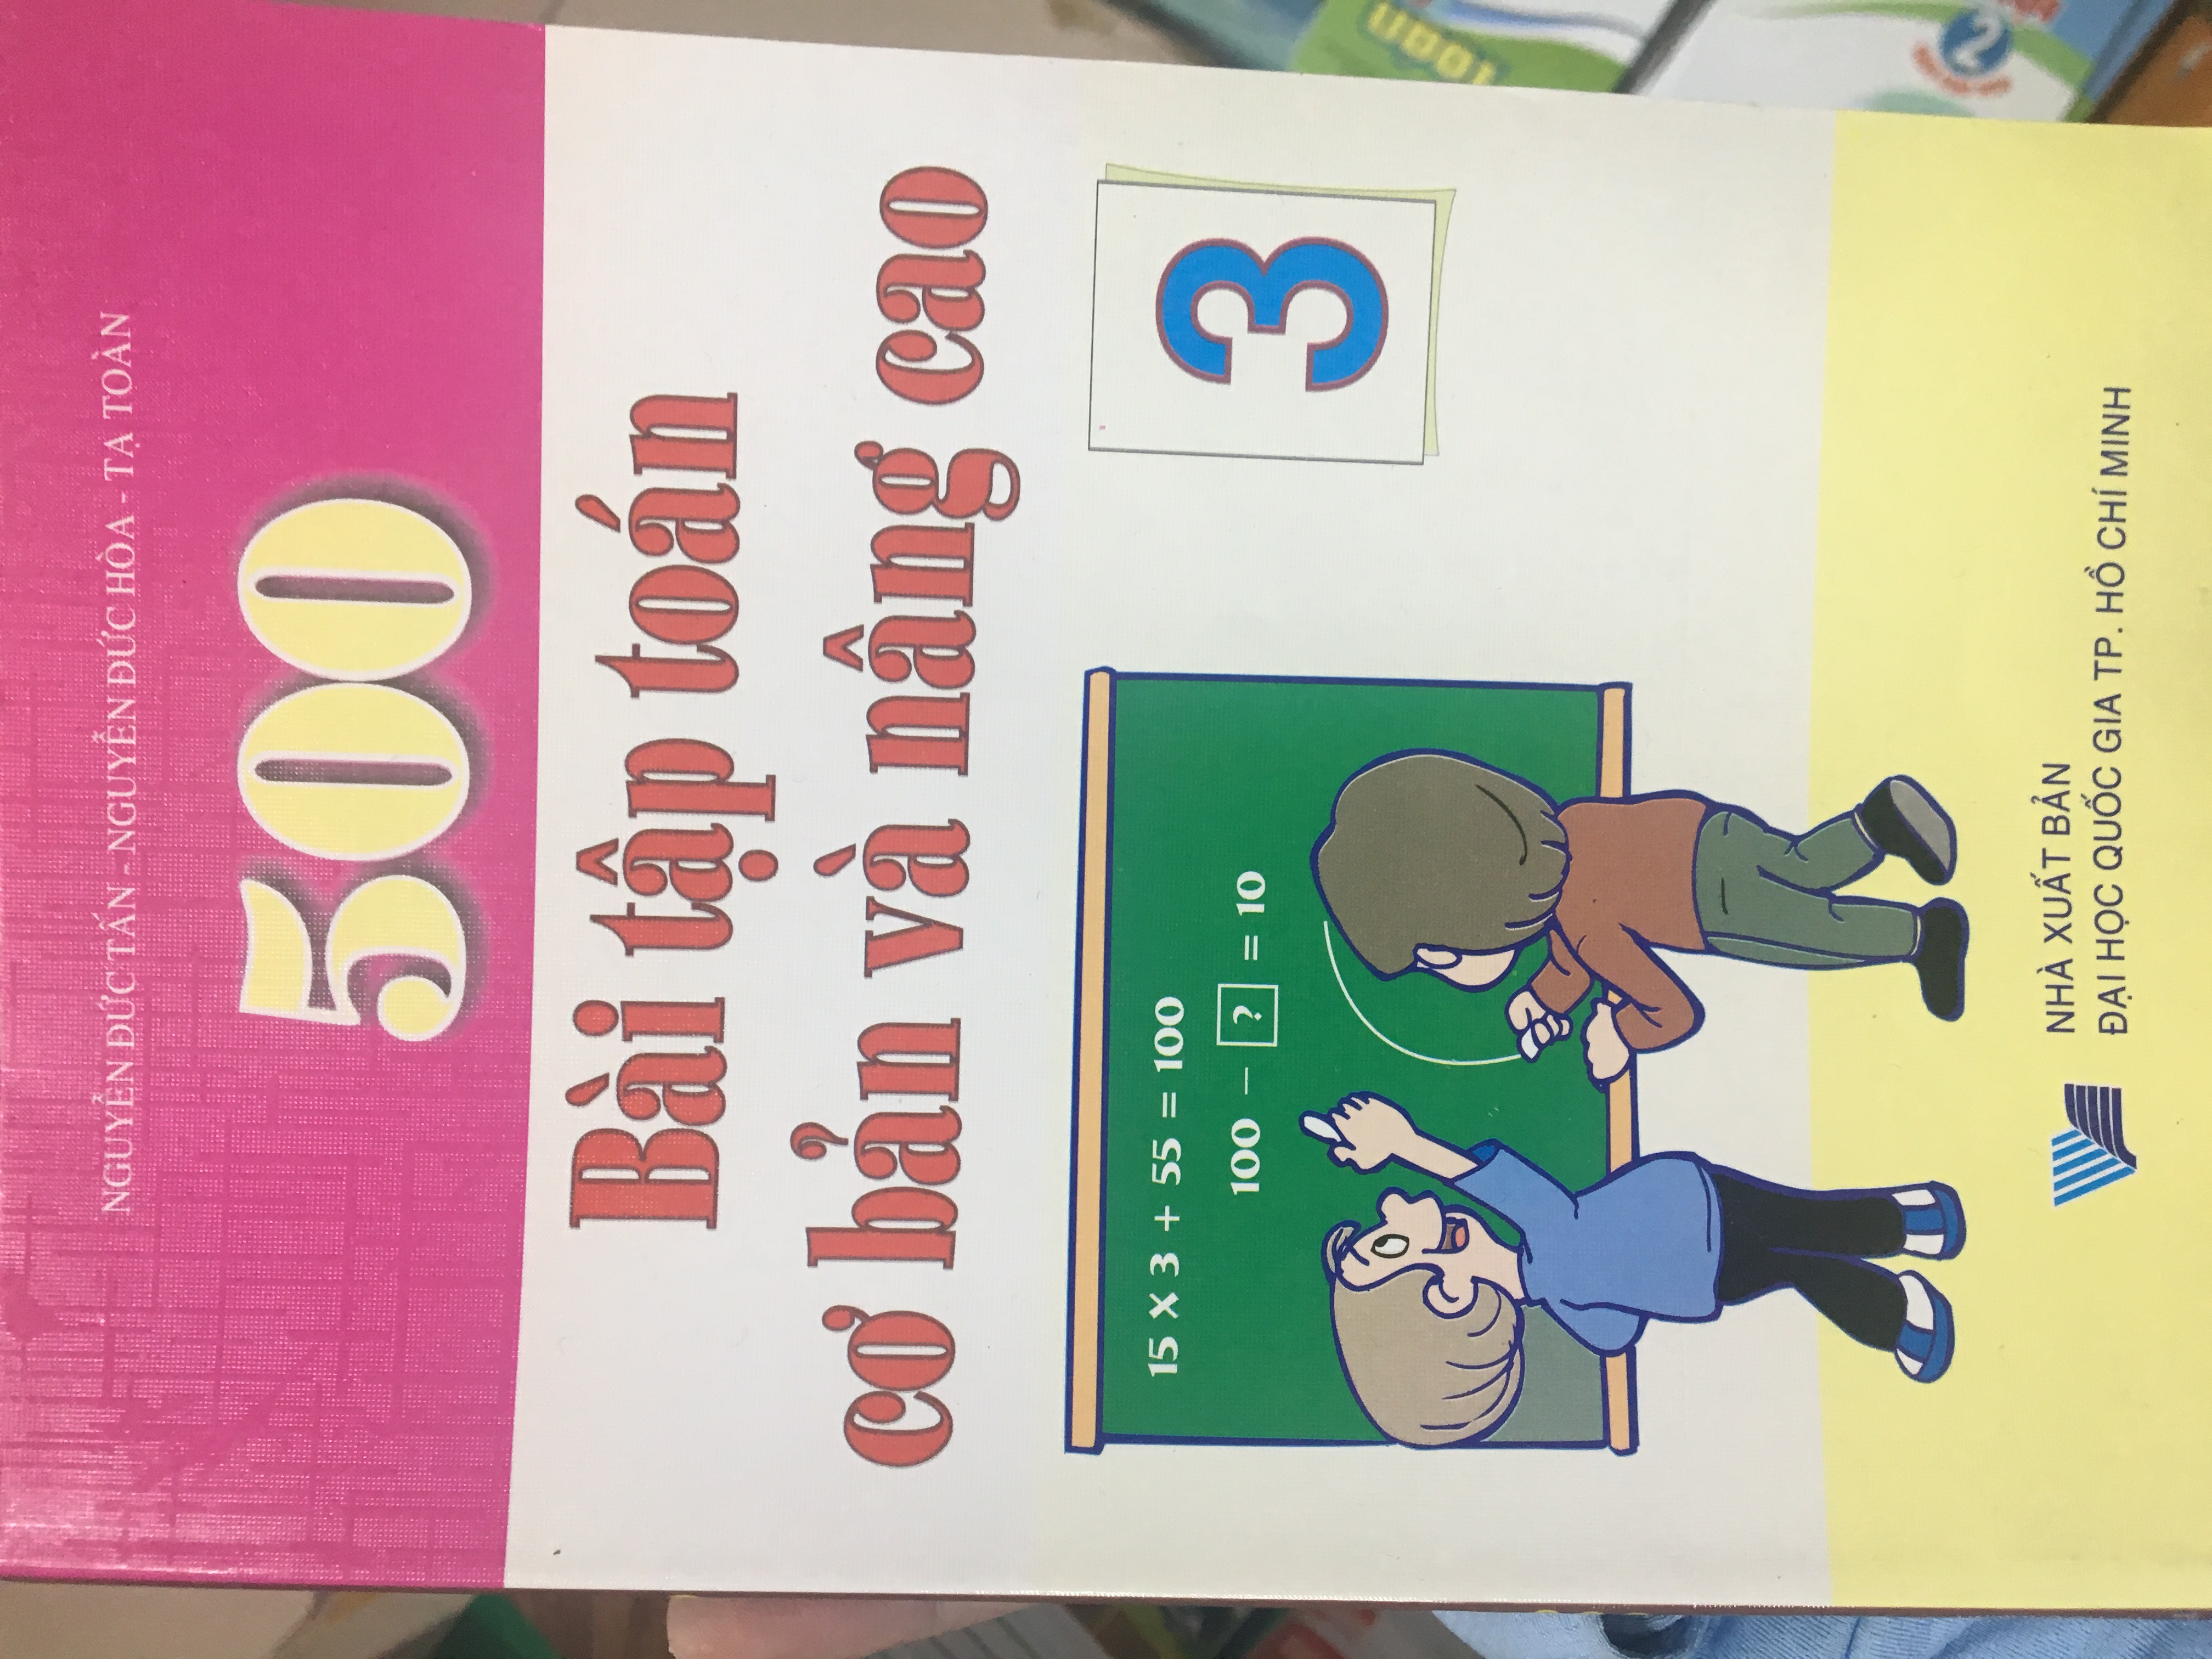 NGUYỄN ĐỨC TẤN - NGUYỄN ĐỨC HÒA - TẠ TOÀN
500
Bài tập toán
cơ bản và nâng cao
15 X 3 + 55 = 100
100 - ? = 10
3
NHÀ XUẤT BẢN
ĐẠI HỌC QUỐC GIA TP. HỒ CHÍ MINH